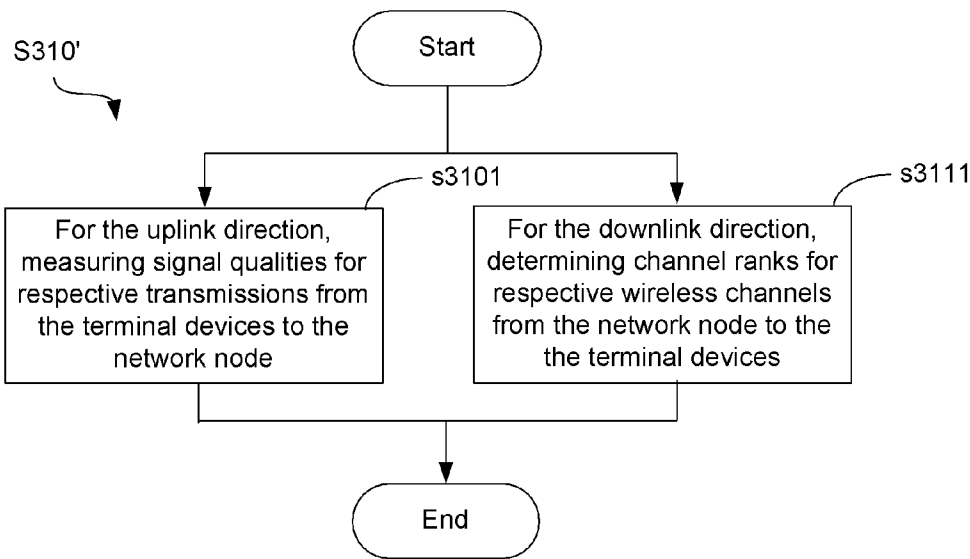 S310'
Start
s3101
s3111
For the uplink direction,
measuring signal qualities for
respective transmissions from
the terminal devices to the
network node
For the downlink direction,
determining channel ranks for
respective wireless channels
from the network node to the
the terminal devices
End